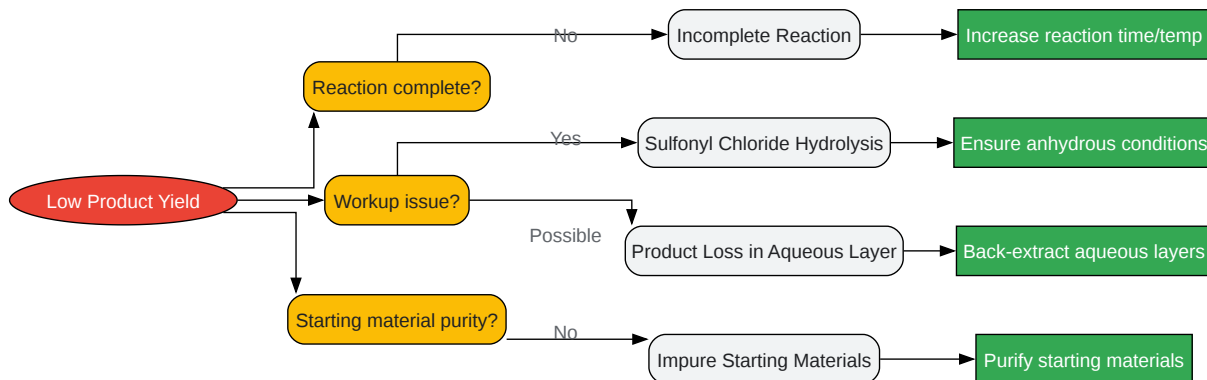 No
Incomplete Reaction
Increase reaction time/temp
Reaction complete?
Yes
Sulfonyl Chloride Hydrolysis
Ensure anhydrous conditions
Low Product Yield
Workup issue?
Possible
Product Loss in Aqueous Layer
Back-extract aqueous layers
Starting material purity?
No
Impure Starting Materials
Purify starting materials